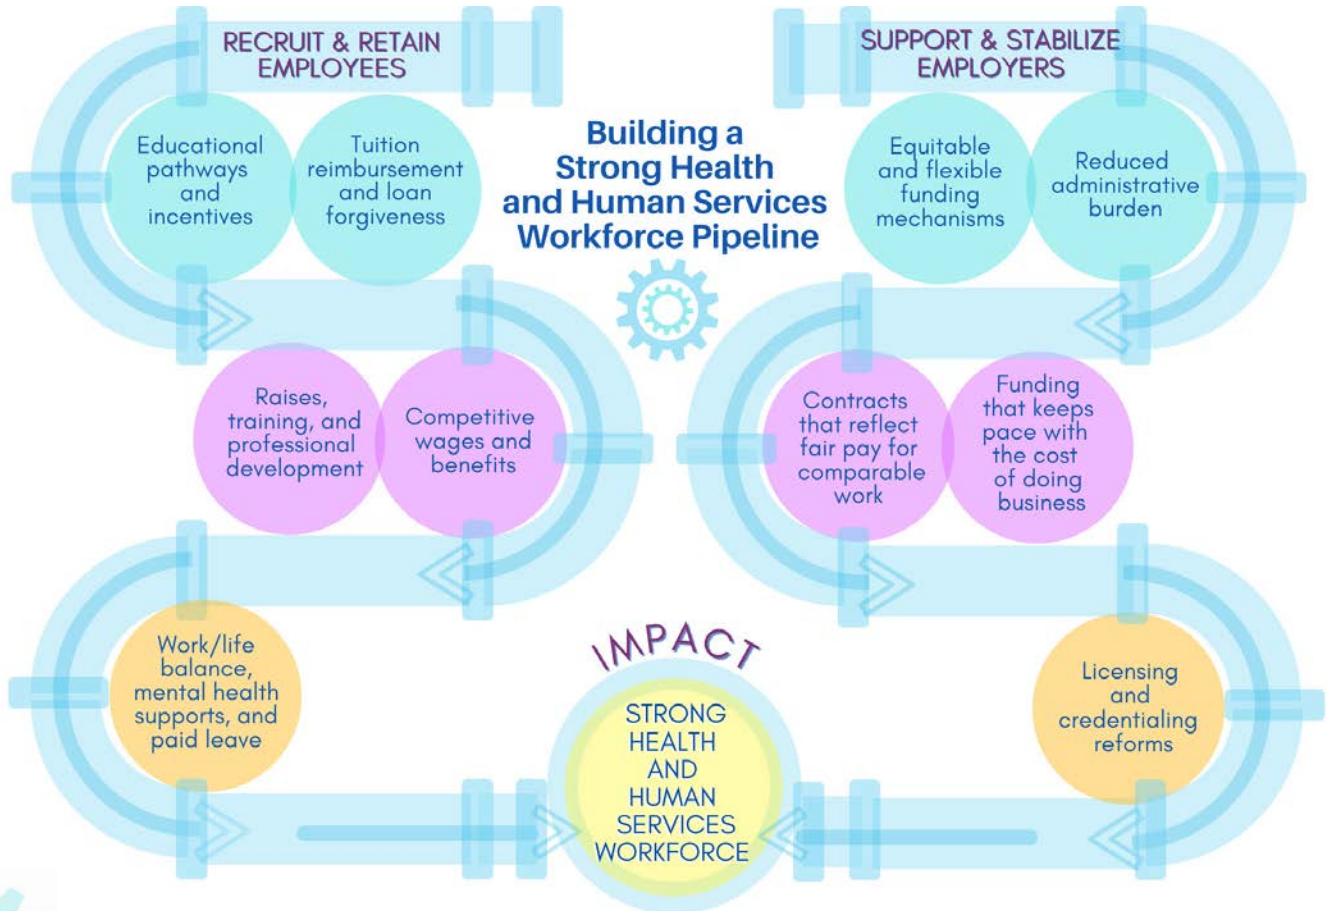 RECRUIT & RETAIN
EMPLOYEES
SUPPORT & STABILIZE
EMPLOYERS
Building a
Strong Health
and Human Services
Workforce Pipeline
Educational
pathways
and
incentives
Tuition
reimbursement
and loan
forgiveness
Equitable
and flexible
funding
mechanisms
Reduced
administrative
burden
Raises,
training, and
professional
development
Competitive
wages and
benefits
Contracts
that reflect
fair pay for
comparable
work
Funding
that keeps
pace with
the cost
of doing
business
Work/life
balance,
mental health
supports, and
paid leave
Licensing
and
credentialing
reforms
IMPACT
STRONG
HEALTH
AND
HUMAN
SERVICES
WORKFORCE